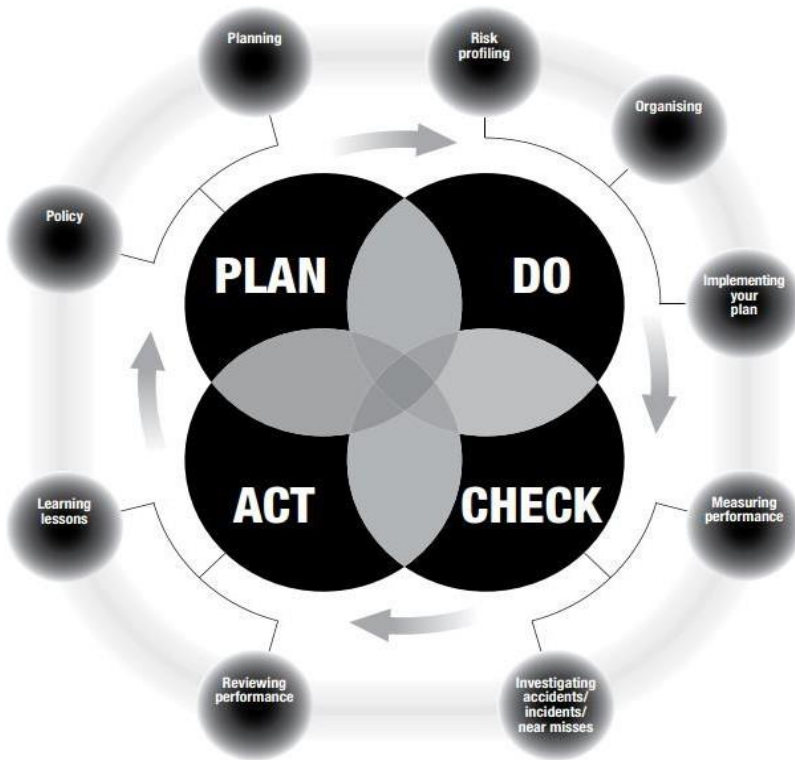 Planning
Risk
profiling
Organising
Policy
PLAN
DO
Implementing
your
plan
Learning
lessons
ACT
CHECK
Measuring
performance
Reviewing
performance
Investigating
accidents/
incidents/
near misses